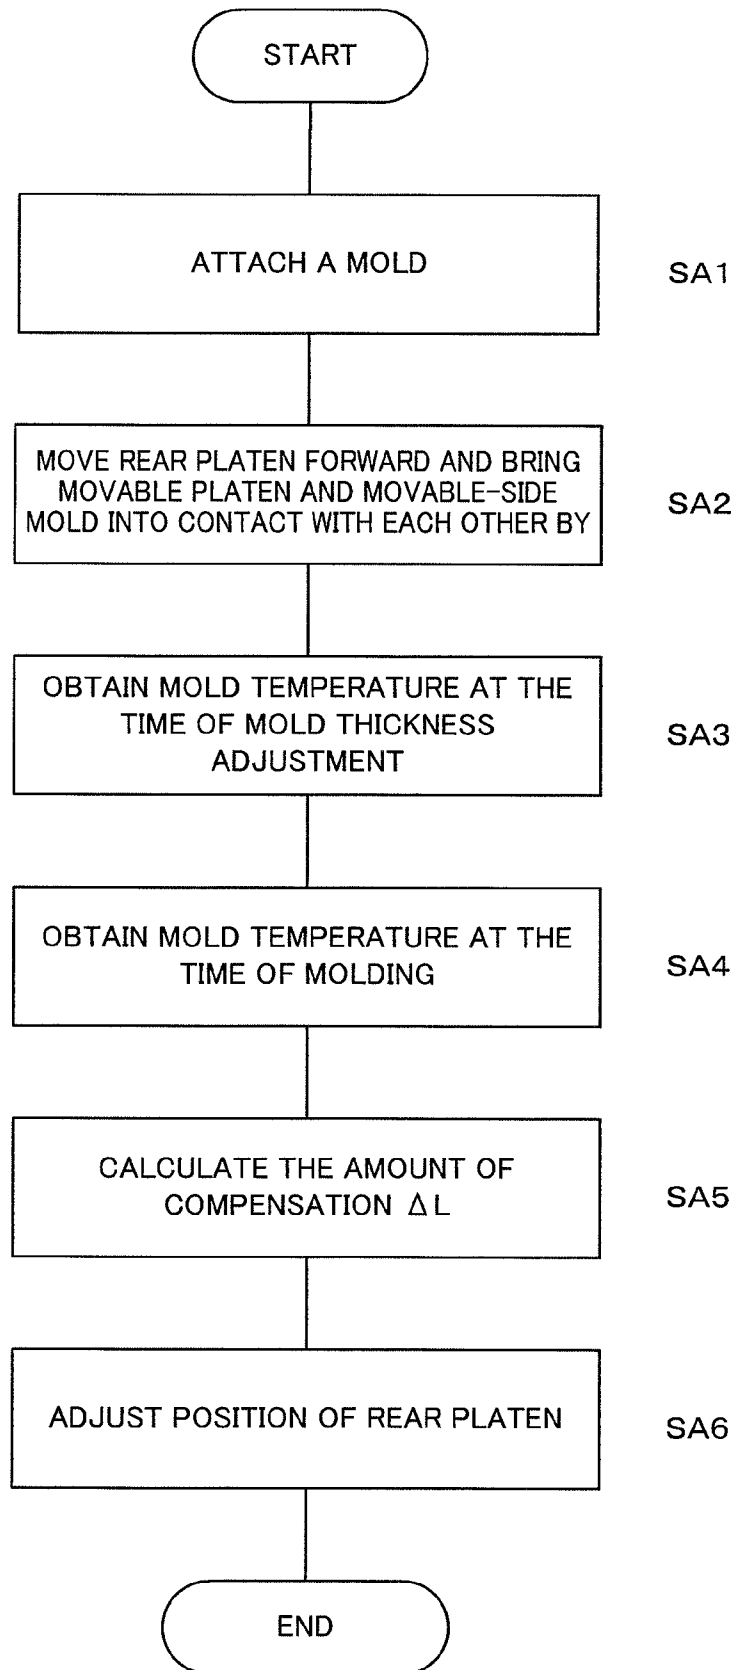 START
ATTACH A MOLD
SA1
MOVE REAR PLATEN FORWARD AND BRING
MOVABLE PLATEN AND MOVABLE-SIDE
MOLD INTO CONTACT WITH EACH OTHER BY
SA2
OBTAIN MOLD TEMPERATURE AT THE
TIME OF MOLD THICKNESS
ADJUSTMENT
SA3
OBTAIN MOLD TEMPERATURE AT THE
TIME OF MOLDING
SA4
CALCULATE THE AMOUNT OF
COMPENSATION ΔL
SA5
ADJUST POSITION OF REAR PLATEN
SA6
END